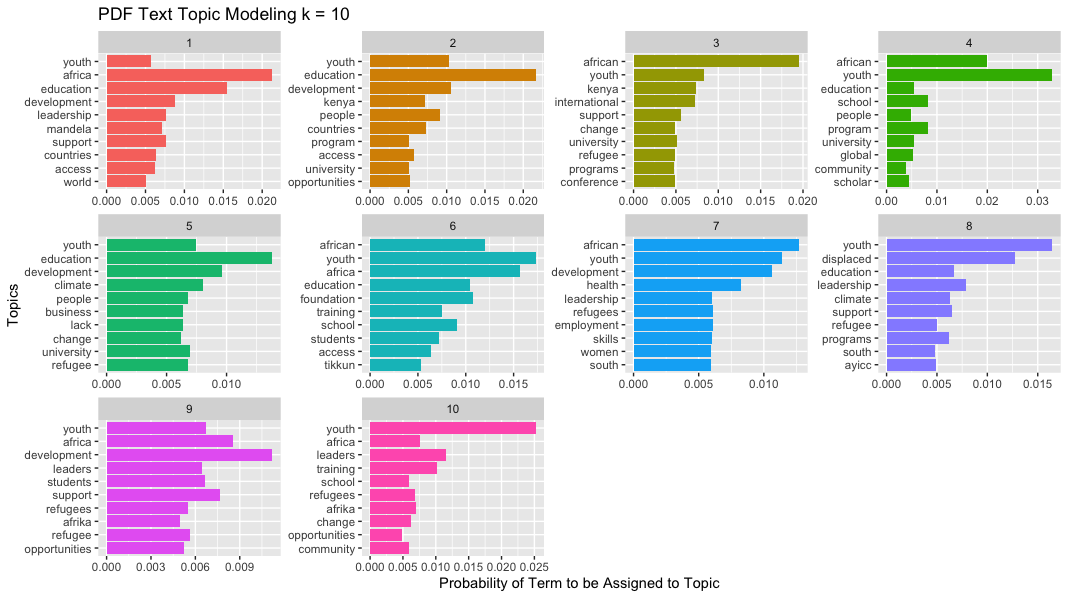 PDF Text Topic Modeling k = 10
1
youth
africa
education
development
leadership
mandela
support
countries
access
world
0.000 0.005 0.010 0.015 0.020
2
youth
education
development
kenya
people
countries
program
access
university
opportunities
0.000 0.005 0.010 0.015 0.020
3
african
youth
kenya
international
support
change
university
refugee
programs
conference
0.000 0.005 0.010 0.015 0.020
4
african
youth
education
school
people
program
university
global
community
scholar
0.00 0.01 0.02 0.03
5
youth
education
development
climate
people
business
lack
change
university
refugee
0.000 0.005 0.010
6
african
youth
africa
education
foundation
training
school
students
access
tikkun
0.000 0.005 0.010 0.015
7
african
youth
development
health
leadership
refugees
employment
skills
women
south
0.000 0.005 0.010
8
youth
displaced
education
leadership
climate
support
refugee
programs
south
ayicc
0.000 0.005 0.010 0.015
9
youth
africa
development
leaders
students
support
refugees
afrika
refugee
opportunities
0.000 0.003 0.006 0.009
10
youth
africa
leaders
training
school
refugees
afrika
change
opportunities
community
0.000 0.005 0.010 0.015 0.020 0.025
Topics
Probability of Term to be Assigned to Topic